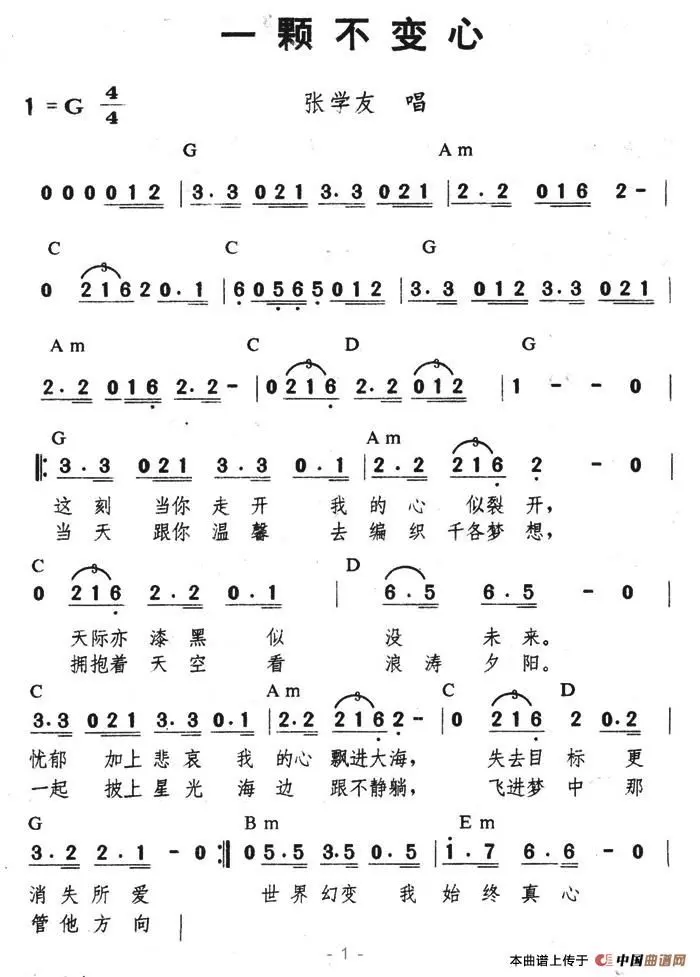 一颗不变心
1 = G 4/4 张学友 唱
G Am
0 0 0 0 1 2 | 3. 3 0 2 1 3. 3 0 2 1 | 2. 2 0 1 6 2 - |
C 3 C G
0 2 1 6 2 0. 1 | 6 0 5 6 5 0 1 2 | 3. 3 0 1 2 3. 3 0 2 1 |
Am C 3 D 3 G
2. 2 0 1 6 2. 2 - | 0 2 1 6 2. 2 0 1 2 | 1 - - 0
G Am 3
‖: 3. 3 0 2 1 3. 3 0. 1 | 2. 2 2 1 6 2 - 0
这刻 当你走开 我的心似裂开,
当天 跟你温馨 去编织千各梦想,
C 3 D
0 2 1 6 2. 2 0. 1 | 6. 5 6. 5 - 0 |
天际亦漆黑似没未来。
拥抱着天空看浪涛夕阳。
C Am 3 C 3 D
3. 3 0 2 1 3. 3 0. 1 | 2. 2 2 1 6 2 - | 0 2 1 6 2 0. 2 |
忧郁 加上悲哀 我的心飘进大海, 失去目标更
一起 披上星光 海边跟不静躺, 飞进梦中那
G Bm Em
3. 2 2. 1 - 0 :‖ 0 5. 5 3. 5 0. 5 | 1. 7 6. 6 - 0 |
消失所爱 世界幻变 我始终真心
管他方向 |
- 1 -
本曲谱上传于 中国曲谱网